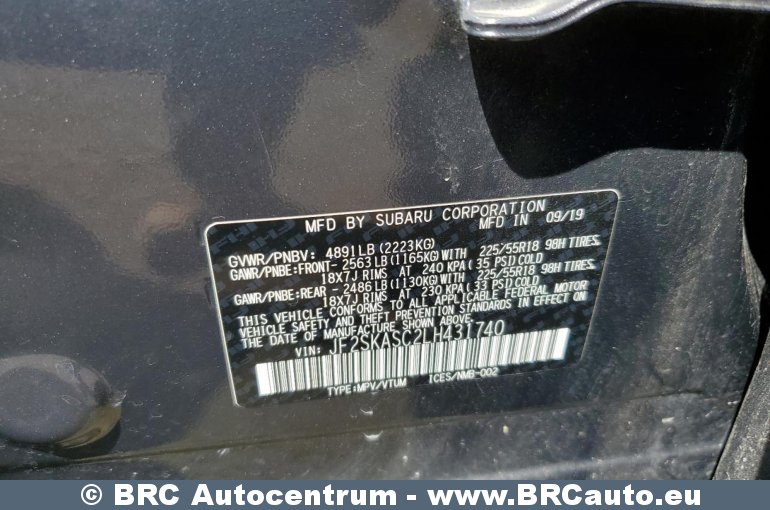 MFD BY SUBARU CORPORATION
MFD IN 09/19
GVWR/PNBV: 4891LB (2223KG)
GAWR/PNBE:FRONT- 2563LB(1165KG)WITH 225/55R18 98H TIRES
18X7J RIMS AT 240 KPA(35 PSI)COLD
GAWR/PNBE:REAR - 2486LB(1130KG)WITH 225/55R18 98H TIRES
18X7J RIMS AT 230 KPA(33 PSI)COLD
THIS VEHICLE CONFORMS TO ALL APPLICABLE FEDERAL MOTOR
VEHICLE SAFETY AND THEFT PREVENTION STANDARDS IN EFFECT ON
THE DATE OF MANUFACTURE SHOWN ABOVE.
VIN: JF2SKASC2LH431740
TYPE:MPV/VTUM ICES/NMB-002
© BRC Autocentrum - www.BRCauto.eu